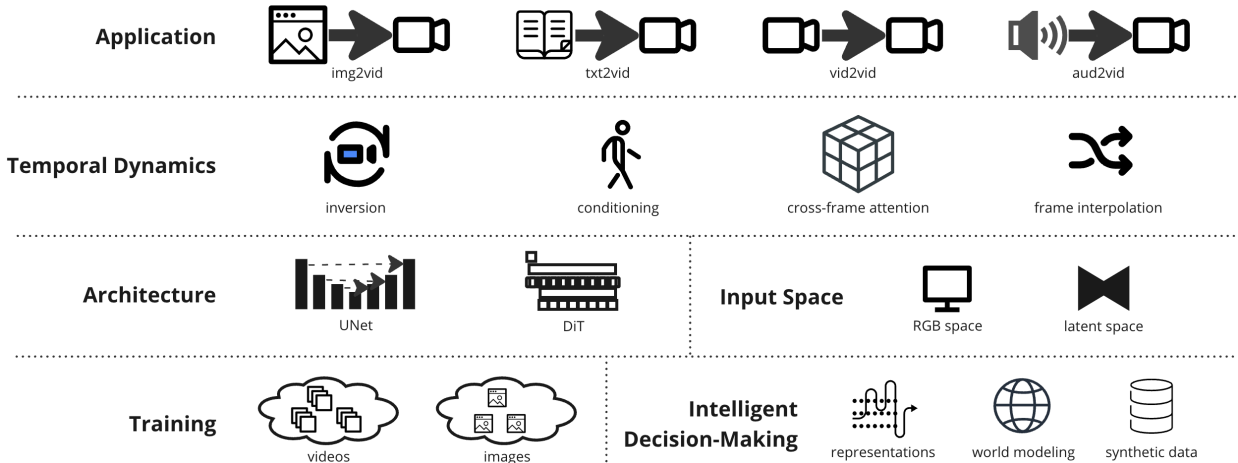 Application
img2vid
txt2vid
vid2vid
aud2vid
Temporal Dynamics
inversion
conditioning
cross-frame attention
frame interpolation
Architecture
UNet
DiT
Input Space
RGB space
latent space
Training
videos
images
Intelligent
Decision-Making
representations
world modeling
synthetic data